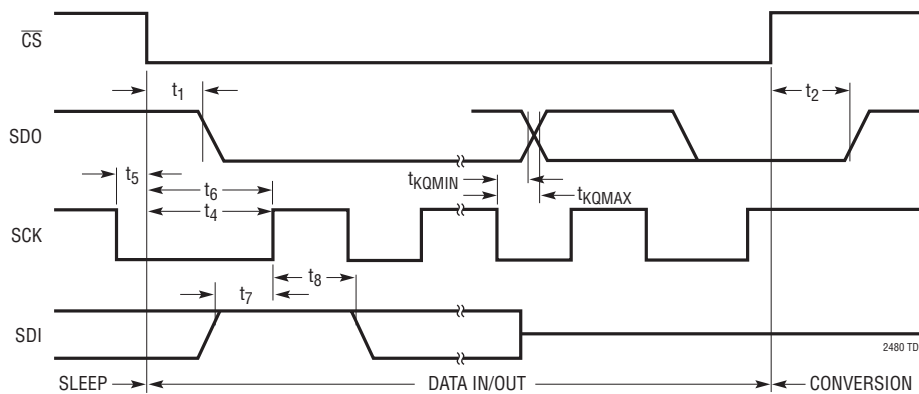 C̅S̅
t1
t2
SDO
t5
t6
tKQMIN
t4
tKQMAX
SCK
t8
t7
SDI
2480 TD
SLEEP
DATA IN/OUT
CONVERSION